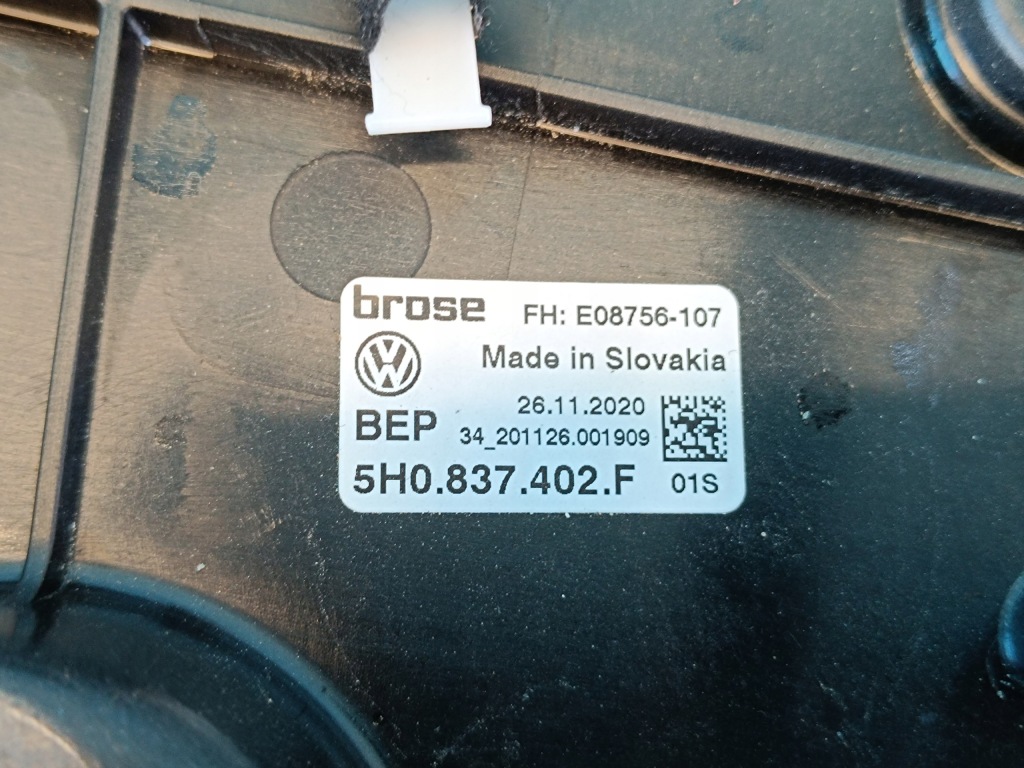 brose FH: E08756-107
Made in Slovakia
26.11.2020
BEP 34_201126.001909
5H0.837.402.F 01S